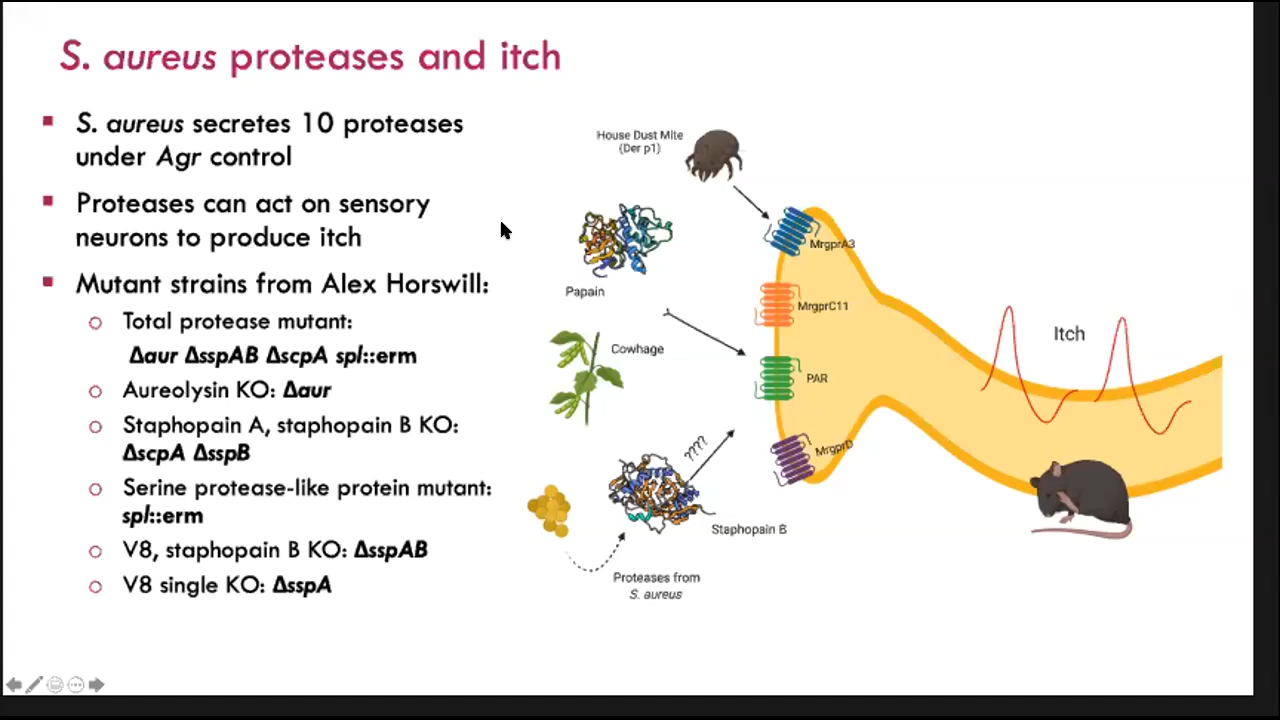 S. aureus proteases and itch
S. aureus secretes 10 proteases
under Agr control
Proteases can act on sensory
neurons to produce itch
Mutant strains from Alex Horswill:
Total protease mutant:
Δaur ΔsspAB ΔscpA spl::erm
Aureolysin KO: Δaur
Staphopain A, staphopain B KO:
ΔscpA ΔsspB
Serine protease-like protein mutant:
spl::erm
V8, staphopain B KO: ΔsspAB
V8 single KO: ΔsspA
House Dust Mite
(Der p1)
MrgprA3
Papain
MrgprC11
Cowhage
PAR
Itch
MrgprD
????
Staphopain B
Proteases from
S. aureus